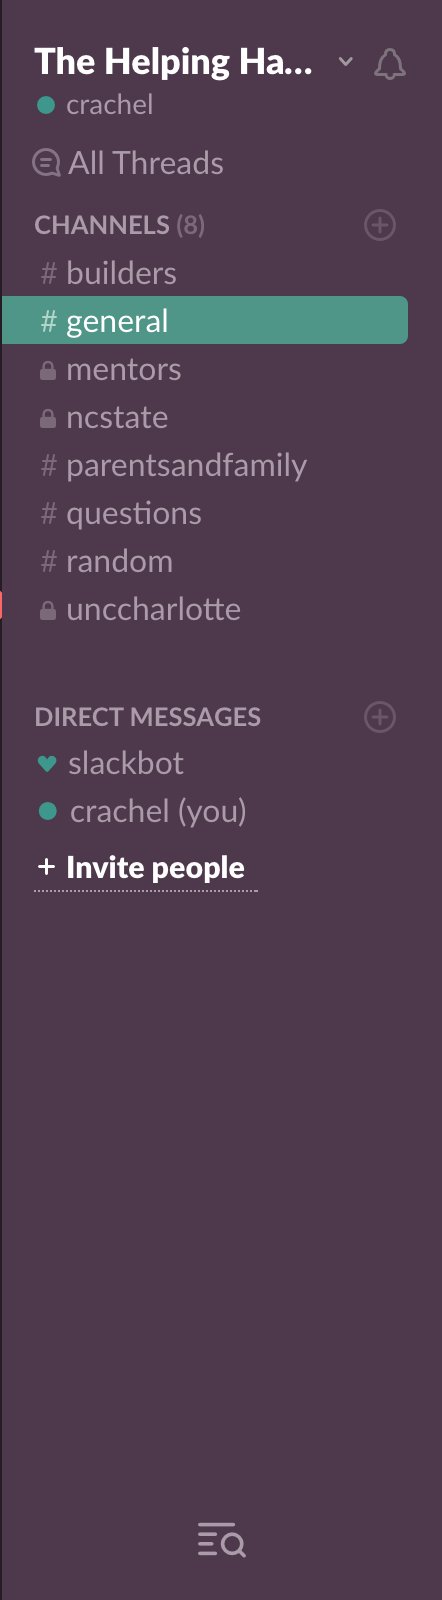 The Helping Ha...
crachel
All Threads
CHANNELS (8)
# builders
# general
mentors
ncstate
# parentsandfamily
# questions
# random
unccharlotte
DIRECT MESSAGES
slackbot
crachel (you)
+ Invite people